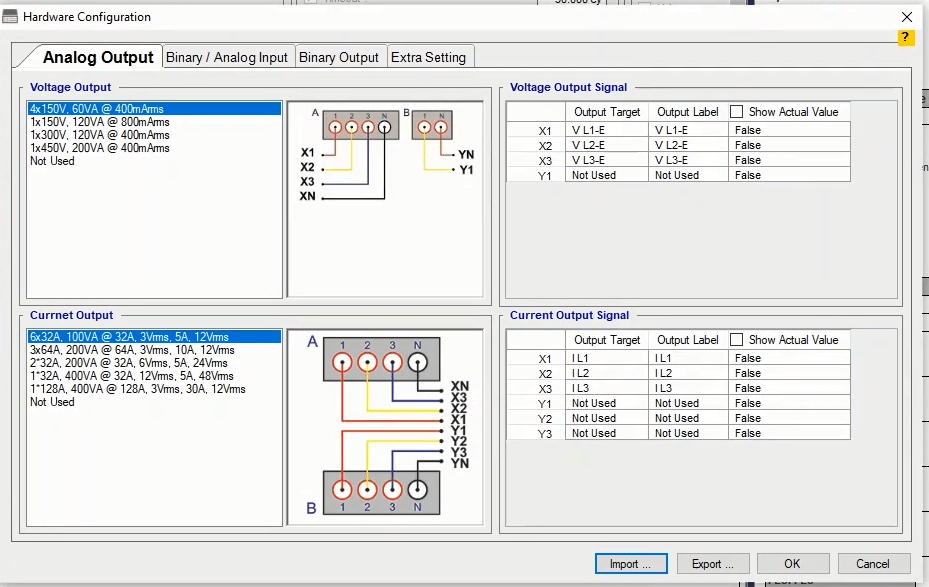 Hardware Configuration
?
Analog Output
Binary / Analog Input
Binary Output
Extra Setting
Voltage Output
4x150V, 60VA @ 400mArms
1x150V, 120VA @ 800mArms
1x300V, 120VA @ 400mArms
1x450V, 200VA @ 400mArms
Not Used
A 1 2 3 N B 1 N
X1
X2
X3
XN
YN
Y1
Voltage Output Signal
Output Target Output Label Show Actual Value
X1 V L1-E V L1-E False
X2 V L2-E V L2-E False
X3 V L3-E V L3-E False
Y1 Not Used Not Used False
Currnet Output
6x32A, 100VA @ 32A, 3Vrms, 5A, 12Vrms
3x64A, 200VA @ 64A, 3Vrms, 10A, 12Vrms
2*32A, 200VA @ 32A, 6Vrms, 5A, 24Vrms
1*32A, 400VA @ 32A, 12Vrms, 5A, 48Vrms
1*128A, 400VA @ 128A, 3Vrms, 30A, 12Vrms
Not Used
A 1 2 3 N
XN
X3
X2
X1
Y1
Y2
Y3
YN
B 1 2 3 N
Current Output Signal
Output Target Output Label Show Actual Value
X1 I L1 I L1 False
X2 I L2 I L2 False
X3 I L3 I L3 False
Y1 Not Used Not Used False
Y2 Not Used Not Used False
Y3 Not Used Not Used False
Import ...
Export ...
OK
Cancel